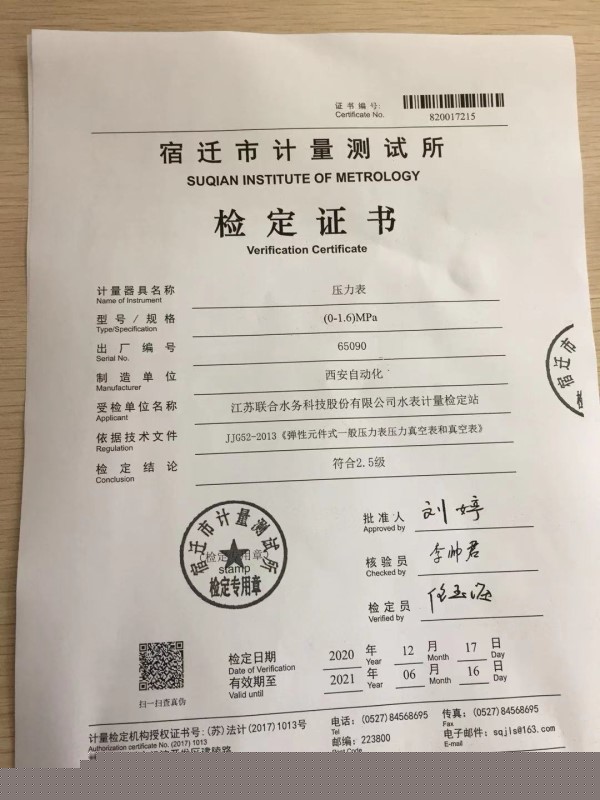 证书编号:
Certificate No.
820017215
宿迁市计量测试所
SUQIAN INSTITUTE OF METROLOGY
检定证书
Verification Certificate
计量器具名称 压力表
Name of Instrument
型号/规格 (0-1.6)MPa
Type/Specification
出厂编号 65090
Serial No.
制造单位 西安自动化
Manufacturer
受检单位名称 江苏联合水务科技股份有限公司水表计量检定站
Applicant
依据技术文件 JJG52-2013《弹性元件式一般压力表压力真空表和真空表》
Regulation
检定结论 符合2.5级
Conclusion
宿迁市
宿迁市计量测试所
stamp
检定专用章
批准人 刘婷
Approved by
核验员 李帅君
Checked by
检定员
Verified by
检定日期 2020 年 12 月 17 日
Date of Verification Year Month Day
有效期至 2021 年 06 月 16 日
Valid until Year Month Day
扫一扫查真伪
计量检定机构授权证书号:(苏)法计(2017)1013号
Authorization certificate No. (2017) 1013
电话: (0527)84568695 传真: (0527)84568695
Tel Fax
邮编: 223800 电子邮件: sqjls@163.com
Post Code E-mail